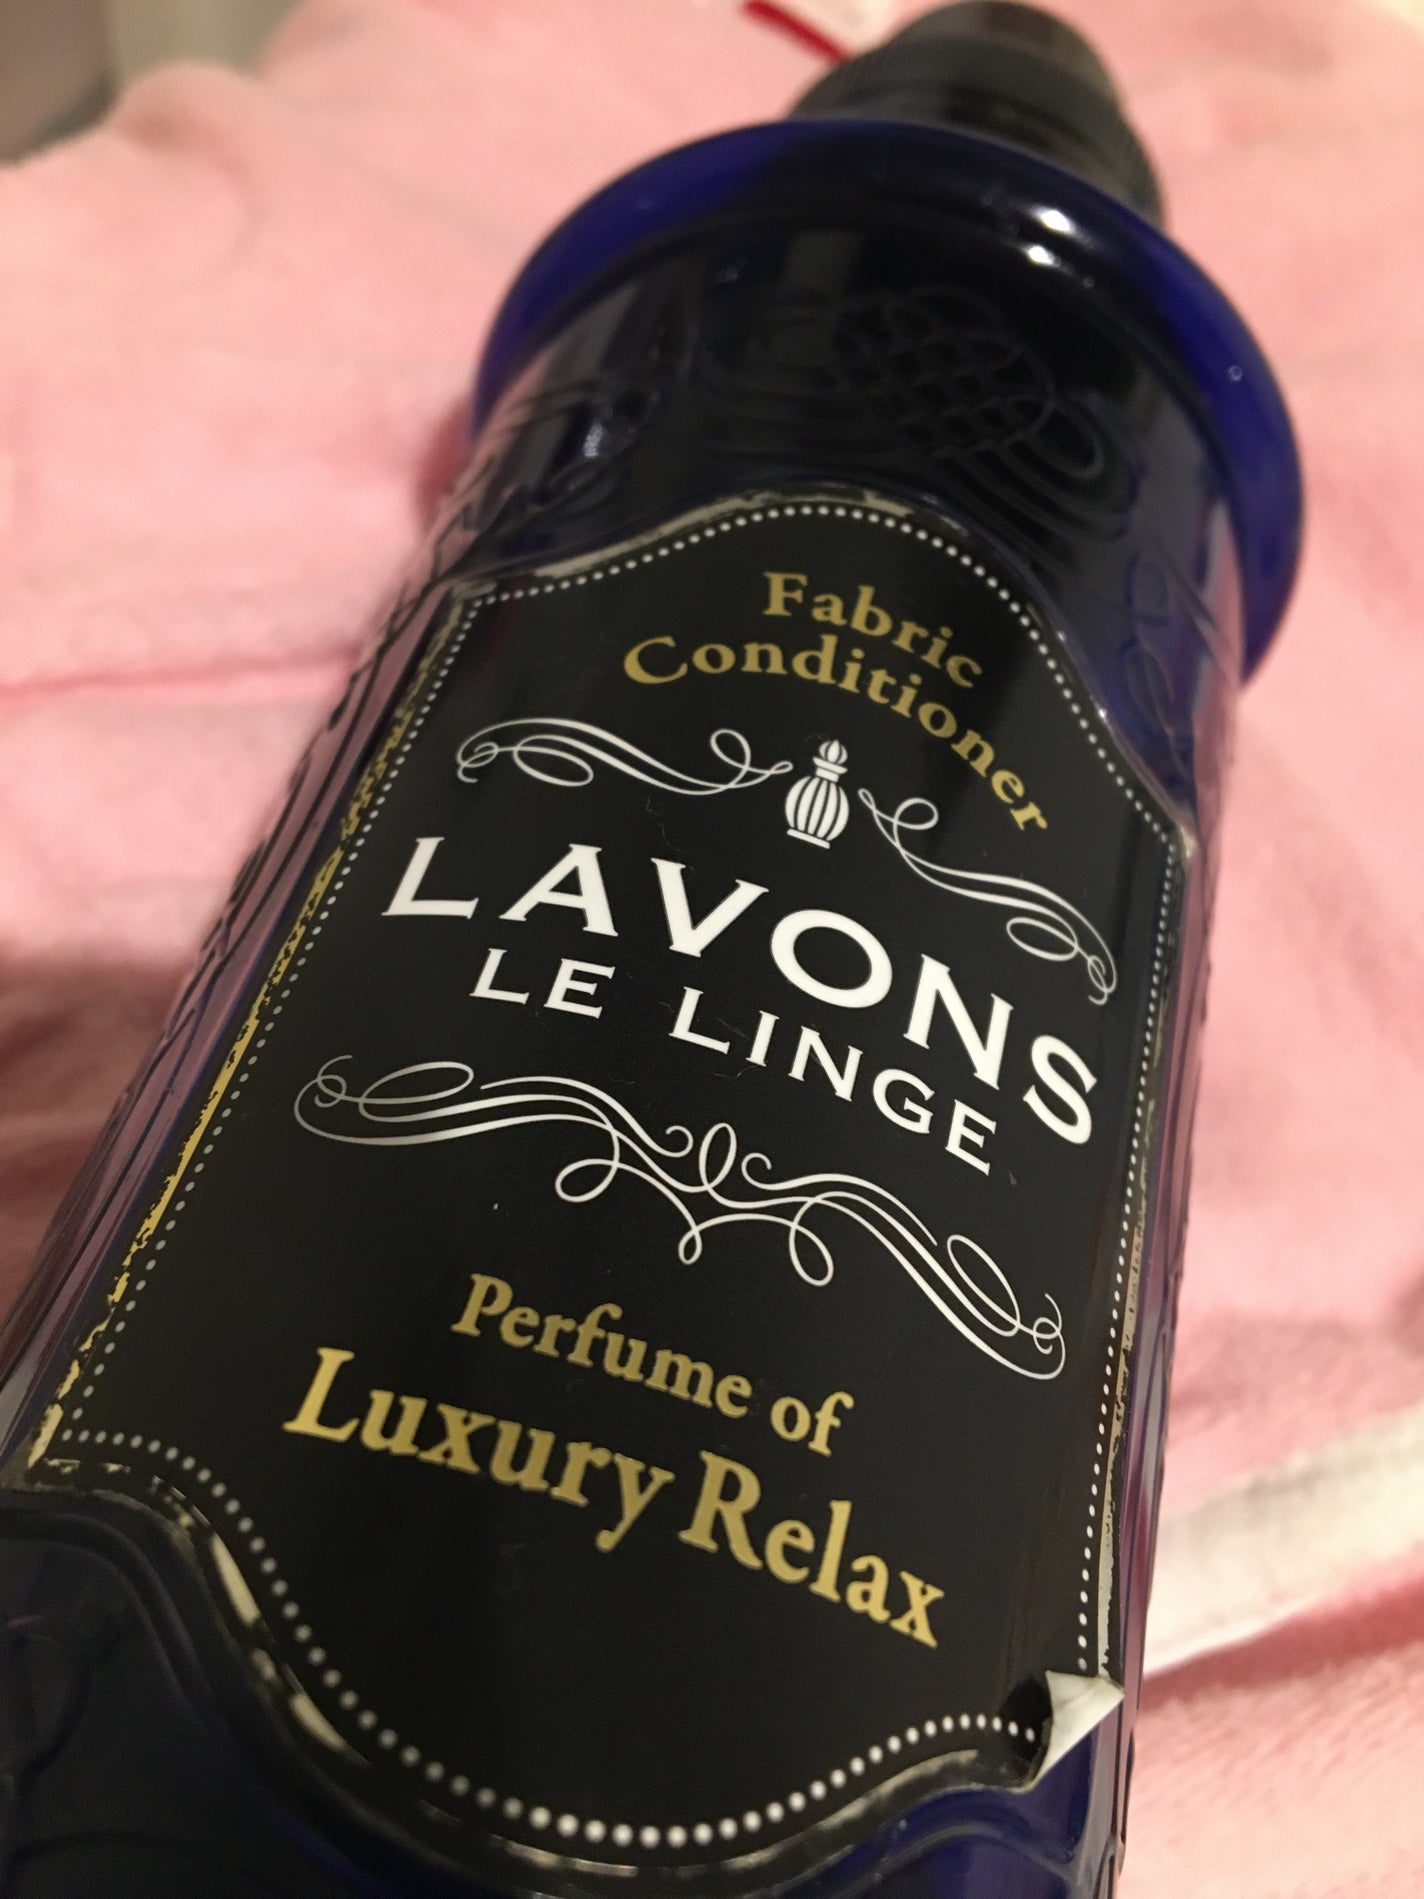 Fabric
Conditioner
LAVONS
LE LINGE
Perfume of
Luxury Relax